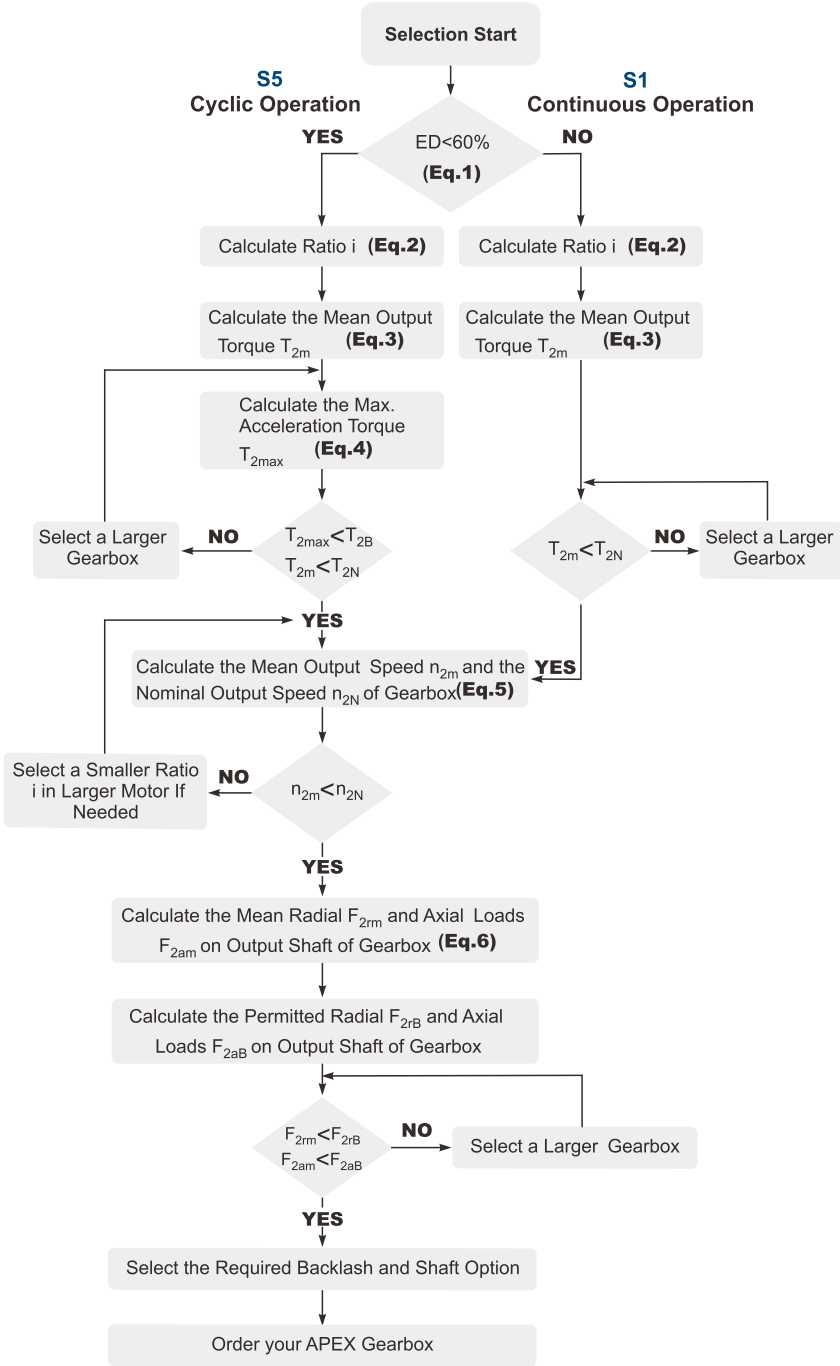 Selection Start
S5
Cyclic Operation
S1
Continuous Operation
YES
ED<60%
(Eq.1)
NO
Calculate Ratio i (Eq.2)
Calculate Ratio i (Eq.2)
Calculate the Mean Output
Torque T2m (Eq.3)
Calculate the Mean Output
Torque T2m (Eq.3)
Calculate the Max.
Acceleration Torque
T2max (Eq.4)
Select a Larger
Gearbox
NO
T2max<T2B
T2m<T2N
T2m<T2N
NO
Select a Larger
Gearbox
YES
Calculate the Mean Output Speed n2m and the
Nominal Output Speed n2N of Gearbox(Eq.5)
YES
Select a Smaller Ratio
i in Larger Motor If
Needed
NO
n2m<n2N
YES
Calculate the Mean Radial F2rm and Axial Loads
F2am on Output Shaft of Gearbox (Eq.6)
Calculate the Permitted Radial F2rB and Axial
Loads F2aB on Output Shaft of Gearbox
F2rm<F2rB
F2am<F2aB
NO
Select a Larger Gearbox
YES
Select the Required Backlash and Shaft Option
Order your APEX Gearbox